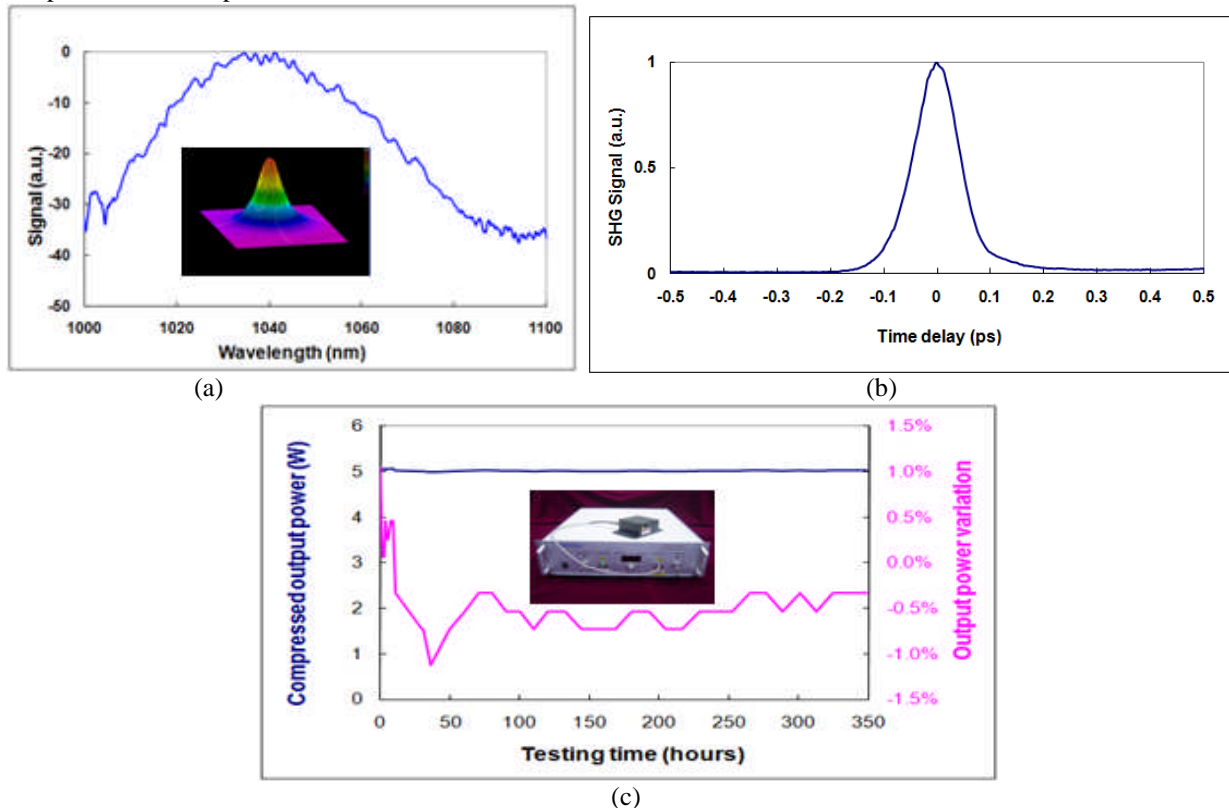 0
-10
-20
-30
-40
-50
Signal (a.u.)
1000 1020 1040 1060 1080 1100
Wavelength (nm)
(a)
1
0.5
0
SHG Signal (a.u.)
-0.5 -0.4 -0.3 -0.2 -0.1 0 0.1 0.2 0.3 0.4 0.5
Time delay (ps)
(b)
6
5
4
3
2
1
0
Compressed output power (W)
1.5%
1.0%
0.5%
0.0%
-0.5%
-1.0%
-1.5%
Output power variation
0 50 100 150 200 250 300 350
Testing time (hours)
(c)